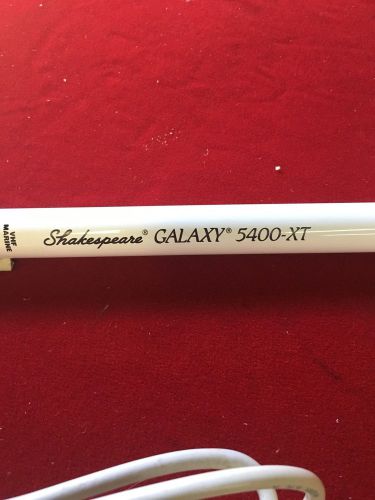 VHF
MARINE
Shakespeare® GALAXY® 5400-XT